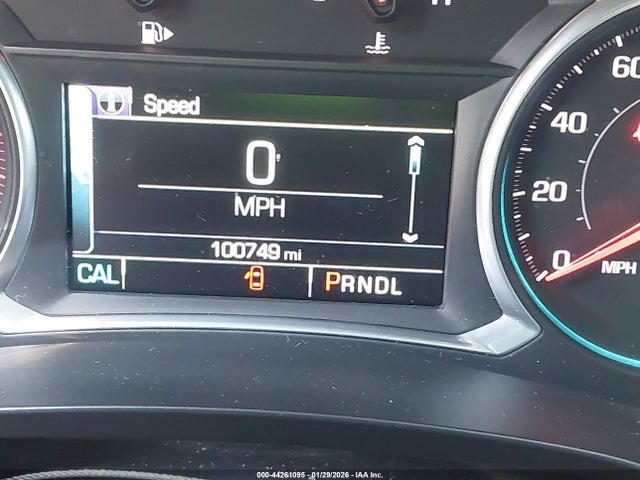 H
Speed
0
MPH
100749 mi
CAL
PRNDL
60
40
20
0
MPH
000-44261095 - 01/29/2026 - IAA Inc.